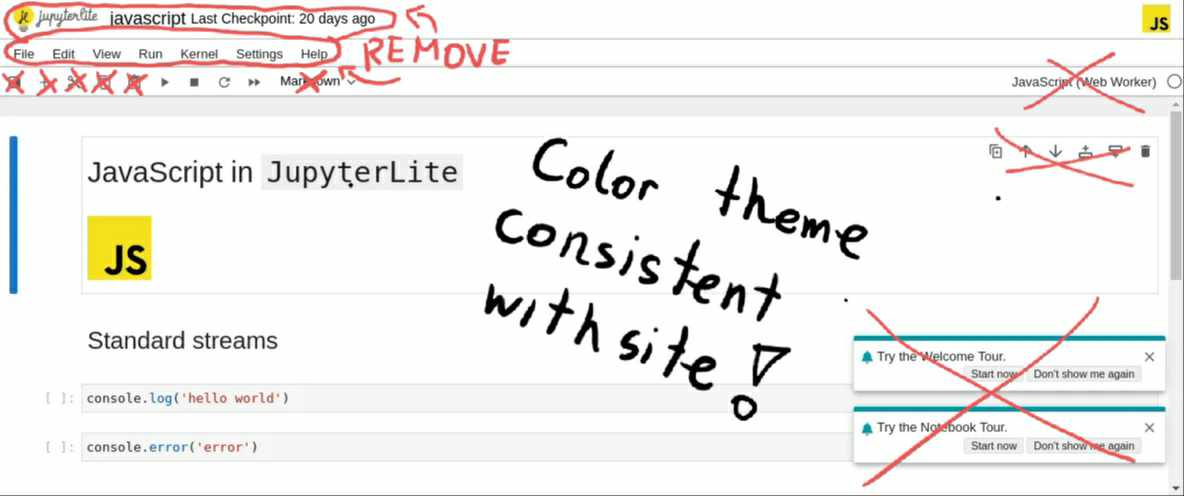 jupyterlite javascript Last Checkpoint: 20 days ago
JS
File Edit View Run Kernel Settings Help
REMOVE
Markdown
JavaScript (Web Worker)
JavaScript in JupyterLite
JS
Color theme
consistent
with site!
Standard streams
Try the Welcome Tour.
Start now Don't show me again
[ ]: console.log('hello world')
Try the Notebook Tour.
Start now Don't show me again
[ ]: console.error('error')